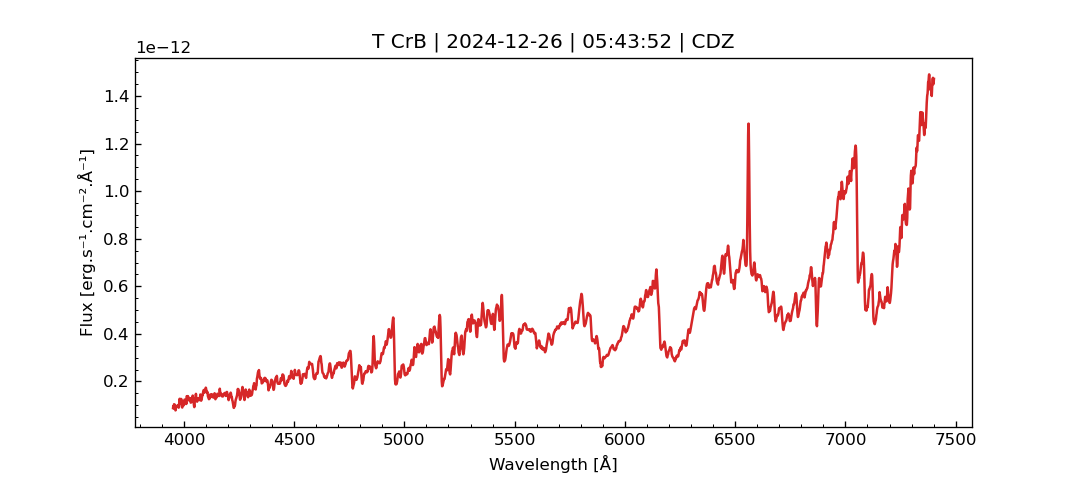 T CrB | 2024-12-26 | 05:43:52 | CDZ
1e−12
1.4
1.2
1.0
0.8
0.6
0.4
0.2
Flux [erg.s⁻¹.cm⁻².Å⁻¹]
4000 4500 5000 5500 6000 6500 7000 7500
Wavelength [Å]